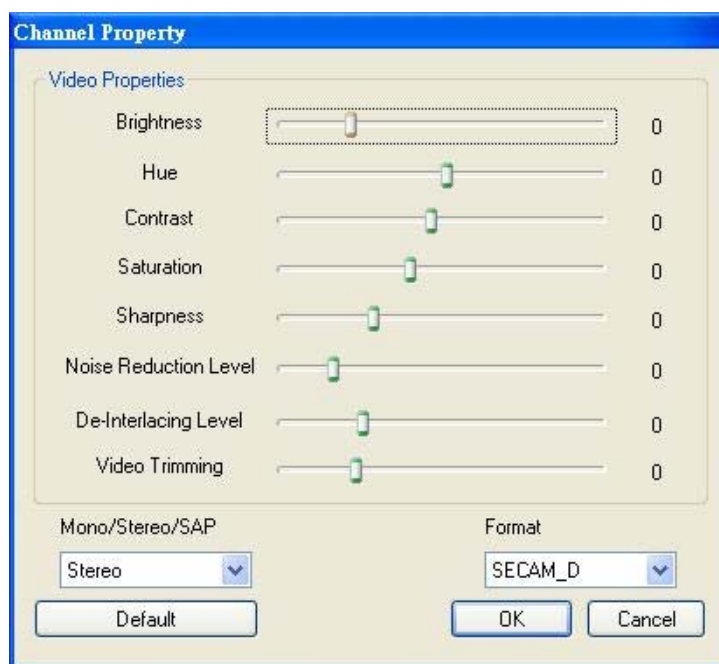 Channel Property
Video Properties
Brightness 0
Hue 0
Contrast 0
Saturation 0
Sharpness 0
Noise Reduction Level 0
De-Interlacing Level 0
Video Trimming 0
Mono/Stereo/SAP Format
Stereo SECAM_D
Default OK Cancel